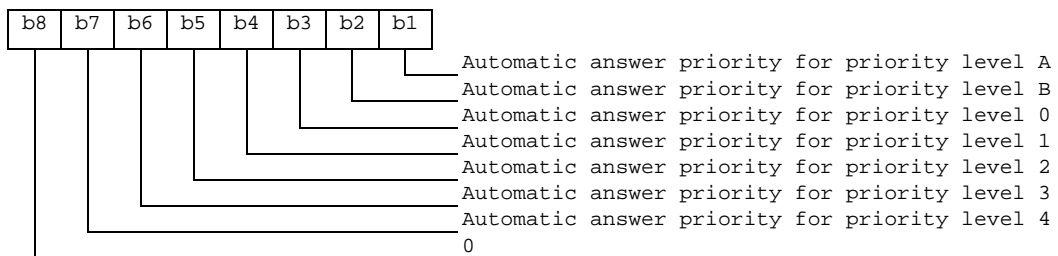 b8 b7 b6 b5 b4 b3 b2 b1
Automatic answer priority for priority level A
Automatic answer priority for priority level B
Automatic answer priority for priority level 0
Automatic answer priority for priority level 1
Automatic answer priority for priority level 2
Automatic answer priority for priority level 3
Automatic answer priority for priority level 4
0